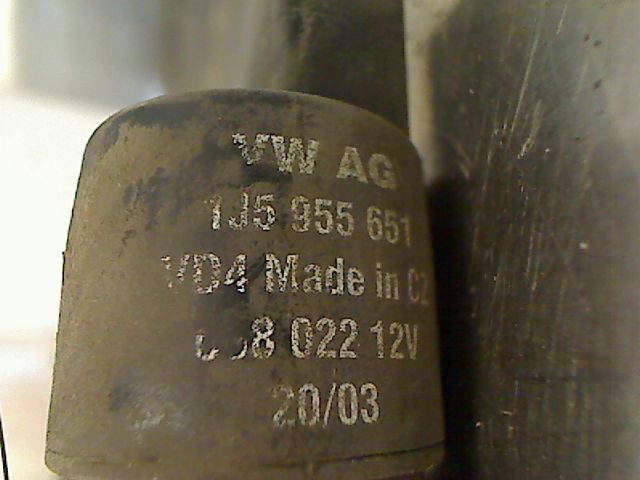 VW AG
1J5 955 651
VD4 Made in CZ
022 12V
20/03